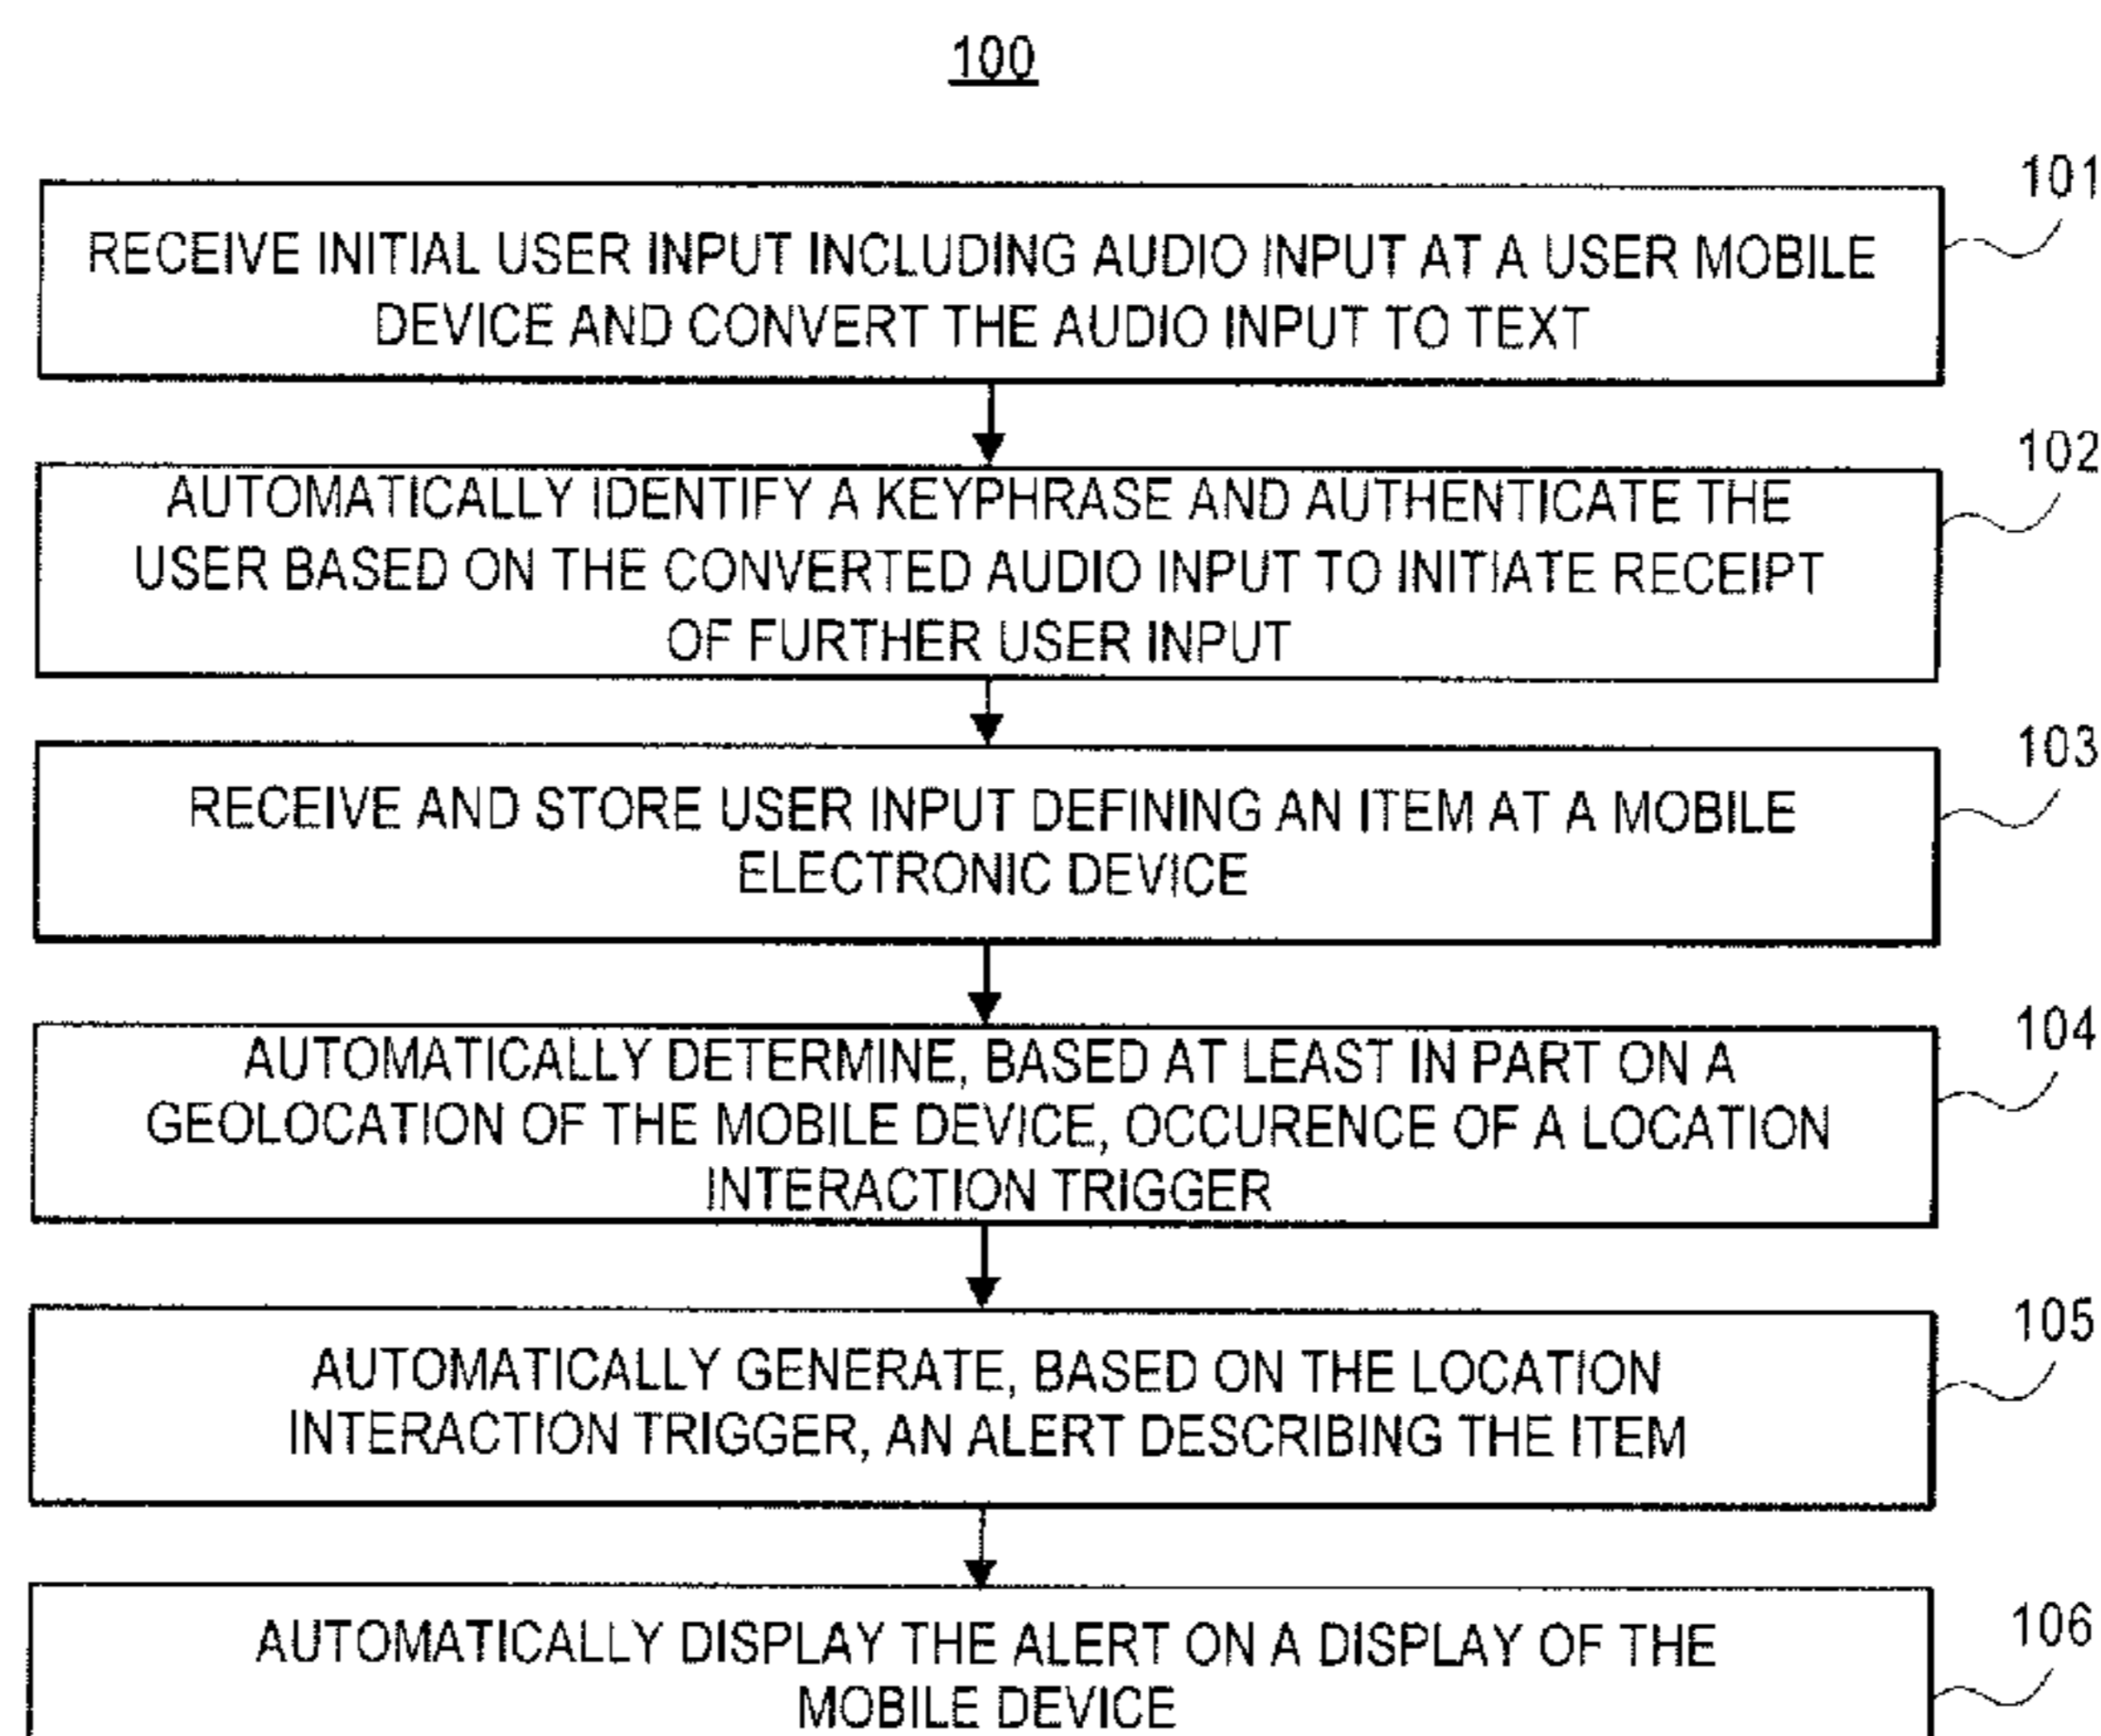 100
101
RECEIVE INITIAL USER INPUT INCLUDING AUDIO INPUT AT A USER MOBILE
DEVICE AND CONVERT THE AUDIO INPUT TO TEXT
102
AUTOMATICALLY IDENTIFY A KEYPHRASE AND AUTHENTICATE THE
USER BASED ON THE CONVERTED AUDIO INPUT TO INITIATE RECEIPT
OF FURTHER USER INPUT
103
RECEIVE AND STORE USER INPUT DEFINING AN ITEM AT A MOBILE
ELECTRONIC DEVICE
104
AUTOMATICALLY DETERMINE, BASED AT LEAST IN PART ON A
GEOLOCATION OF THE MOBILE DEVICE, OCCURENCE OF A LOCATION
INTERACTION TRIGGER
105
AUTOMATICALLY GENERATE, BASED ON THE LOCATION
INTERACTION TRIGGER, AN ALERT DESCRIBING THE ITEM
106
AUTOMATICALLY DISPLAY THE ALERT ON A DISPLAY OF THE
MOBILE DEVICE